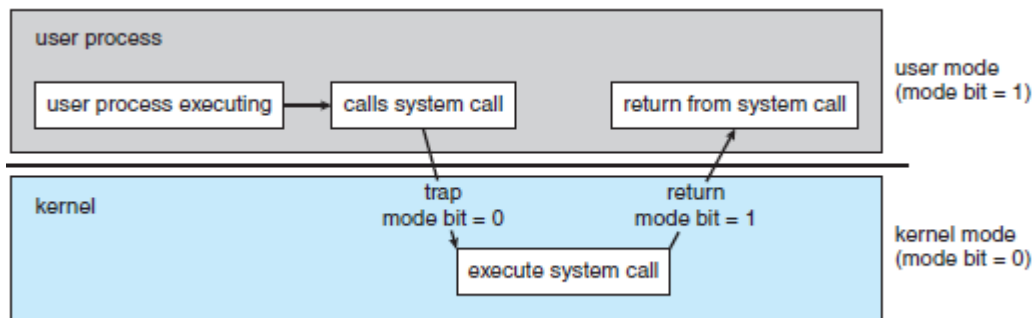 user process
user process executing
calls system call
return from system call
user mode
(mode bit = 1)
kernel
trap
mode bit = 0
return
mode bit = 1
execute system call
kernel mode
(mode bit = 0)